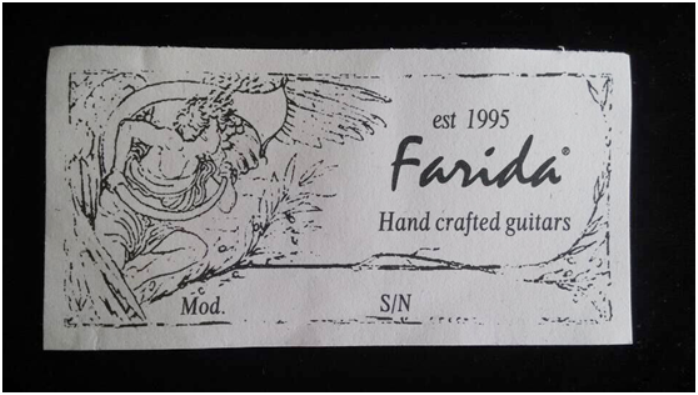 est 1995
Farida®
Hand crafted guitars
Mod. S/N